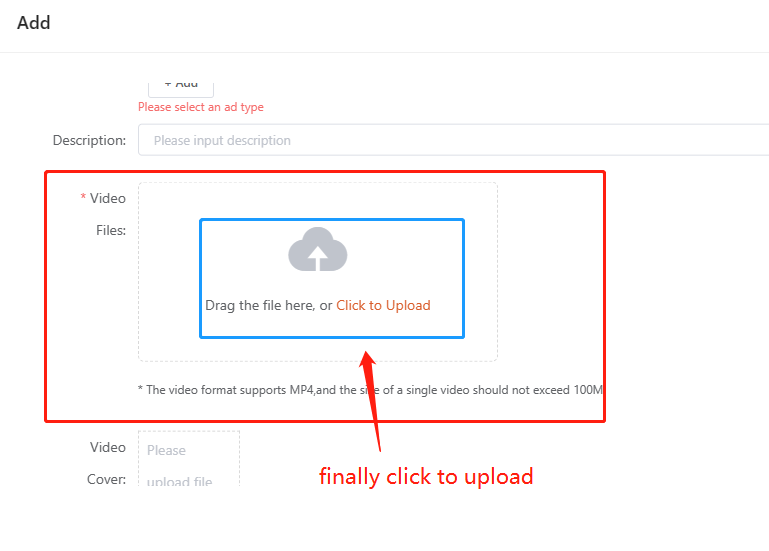 Add
+ Add
Please select an ad type
Description:
Please input description
* Video
Files:
Drag the file here, or Click to Upload
* The video format supports MP4,and the size of a single video should not exceed 100M
Video
Cover:
Please
upload file
finally click to upload